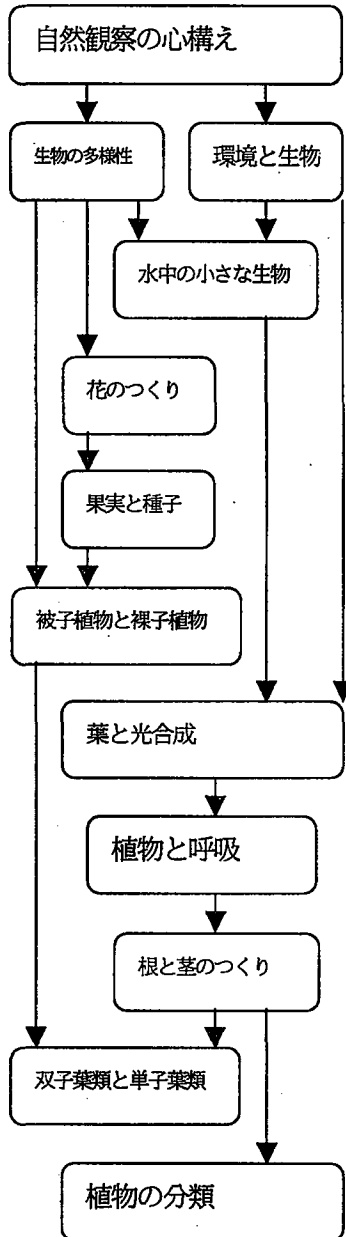 自然観察の心構え
生物の多様性
環境と生物
水中の小さな生物
花のつくり
果実と種子
被子植物と裸子植物
葉と光合成
植物と呼吸
根と茎のつくり
双子葉類と単子葉類
植物の分類